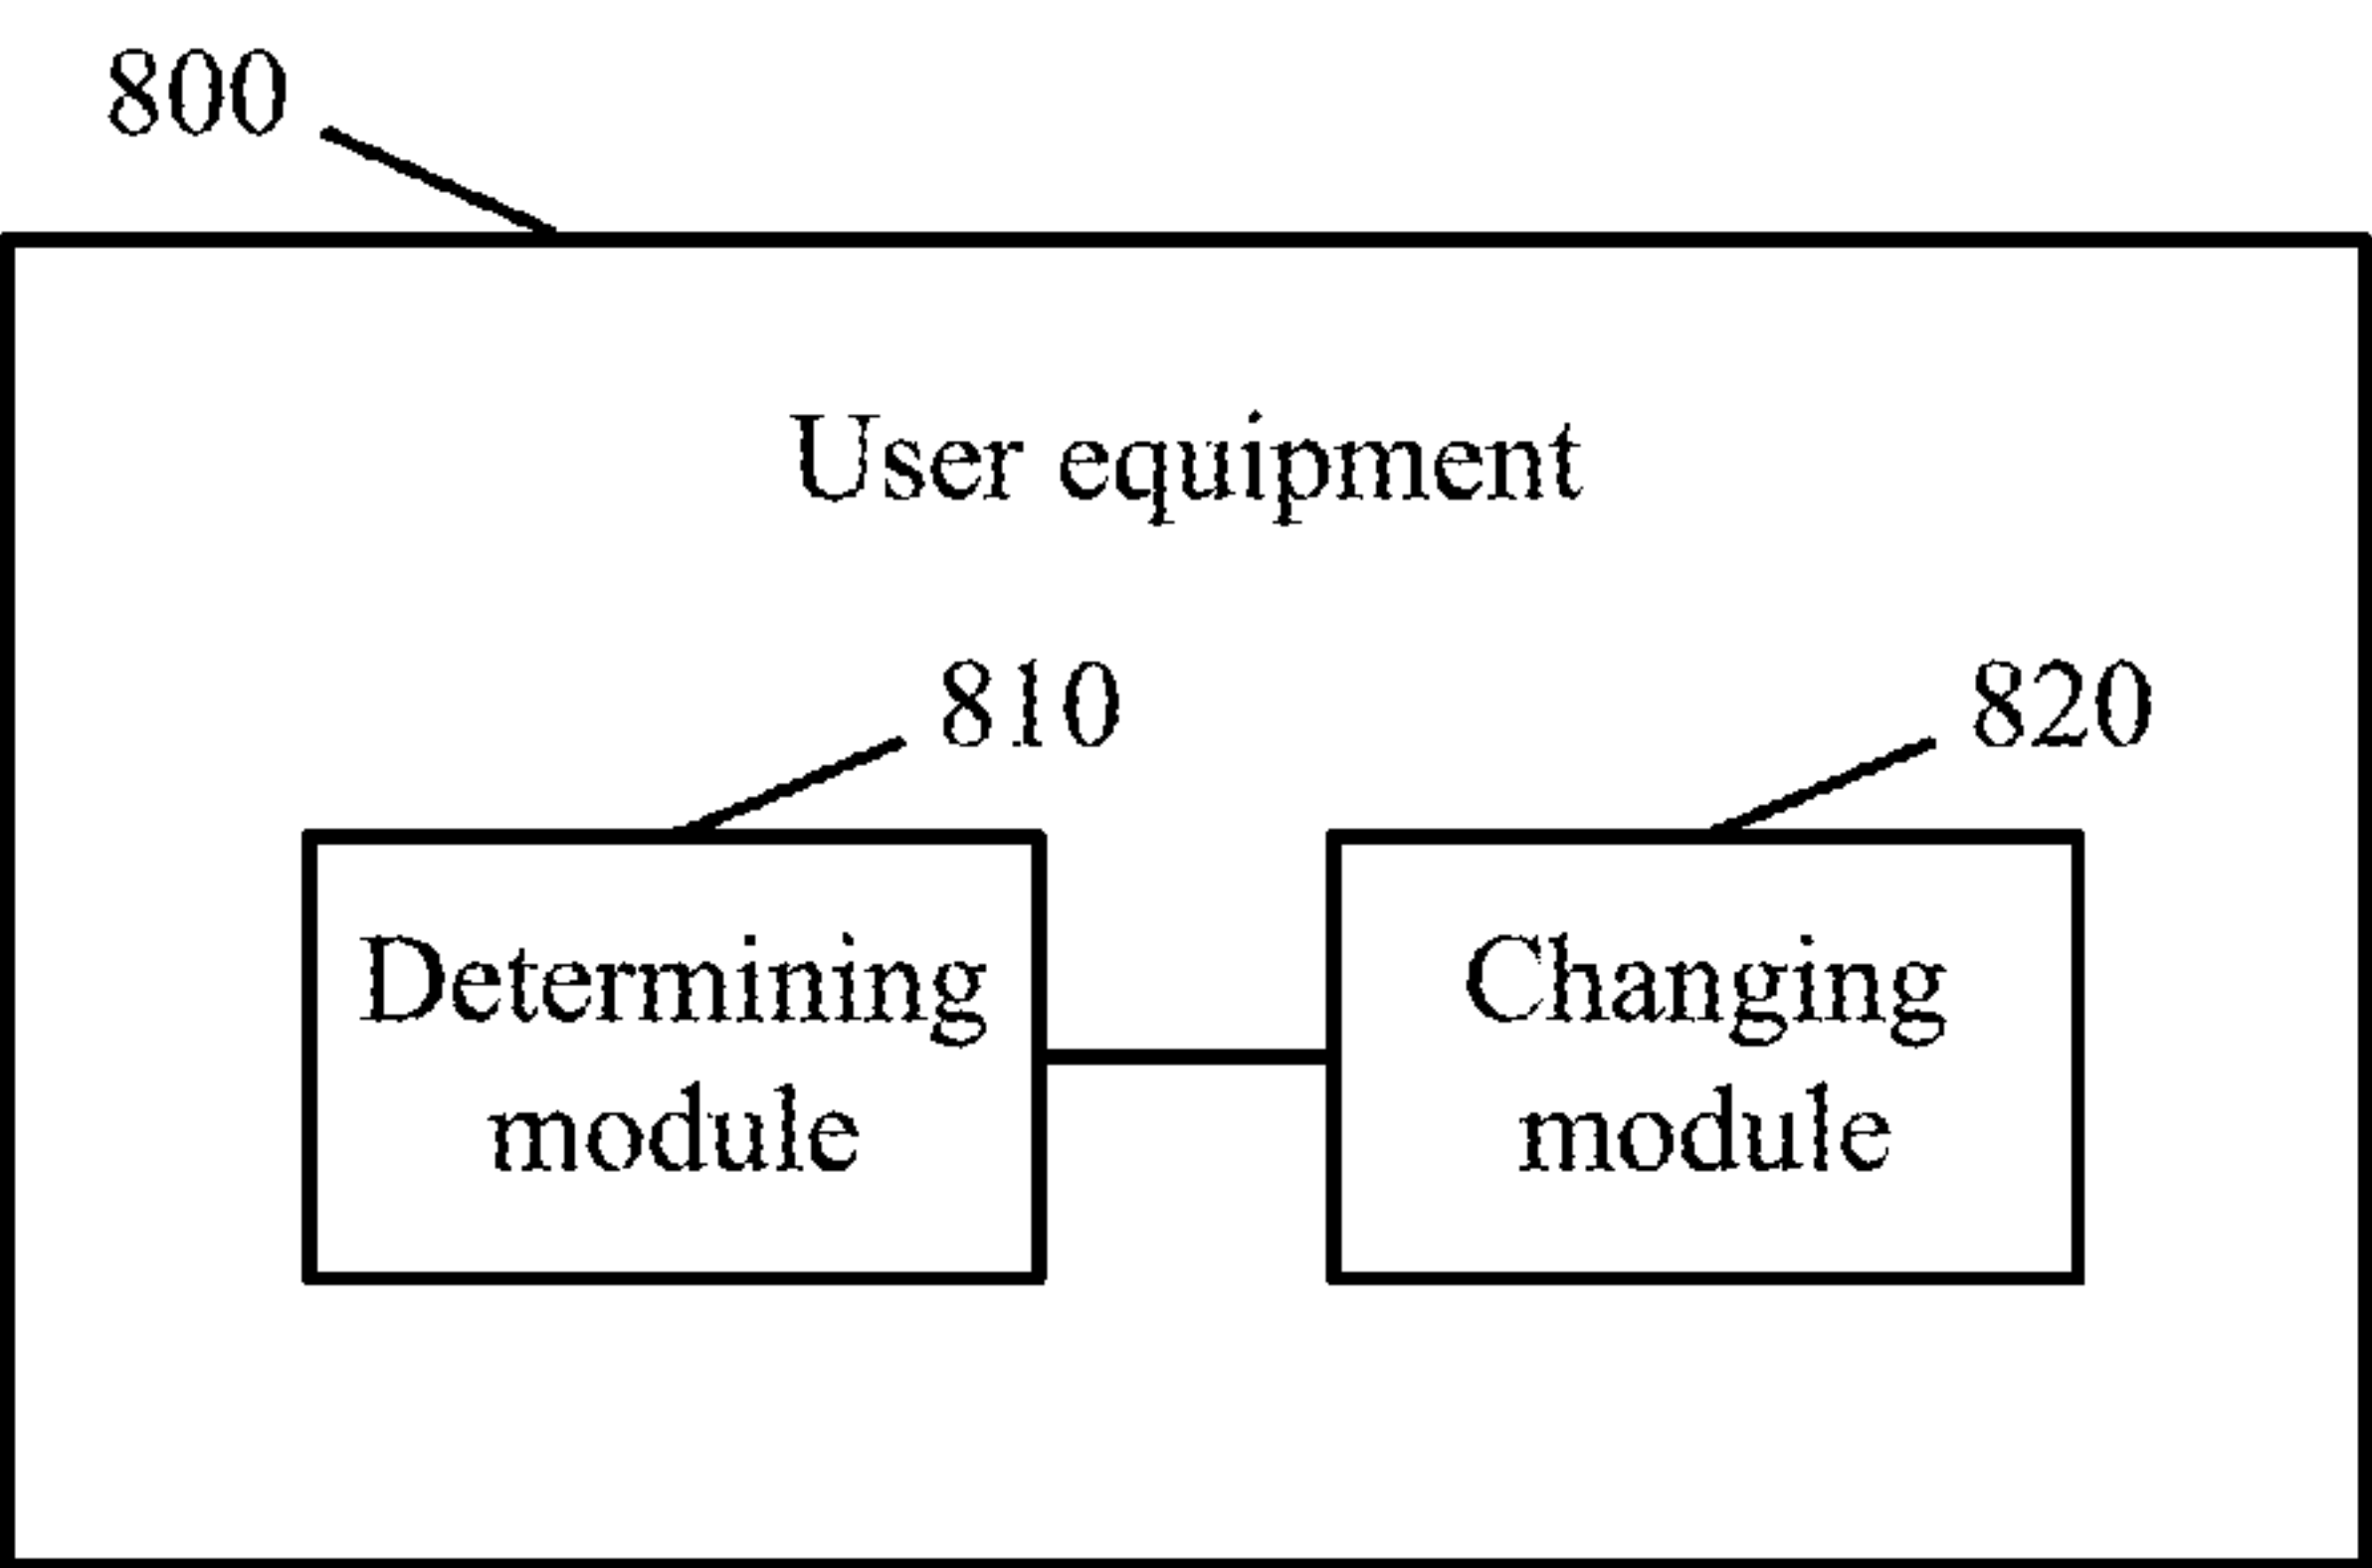 800
User equipment
810
820
Determining
module
Changing
module